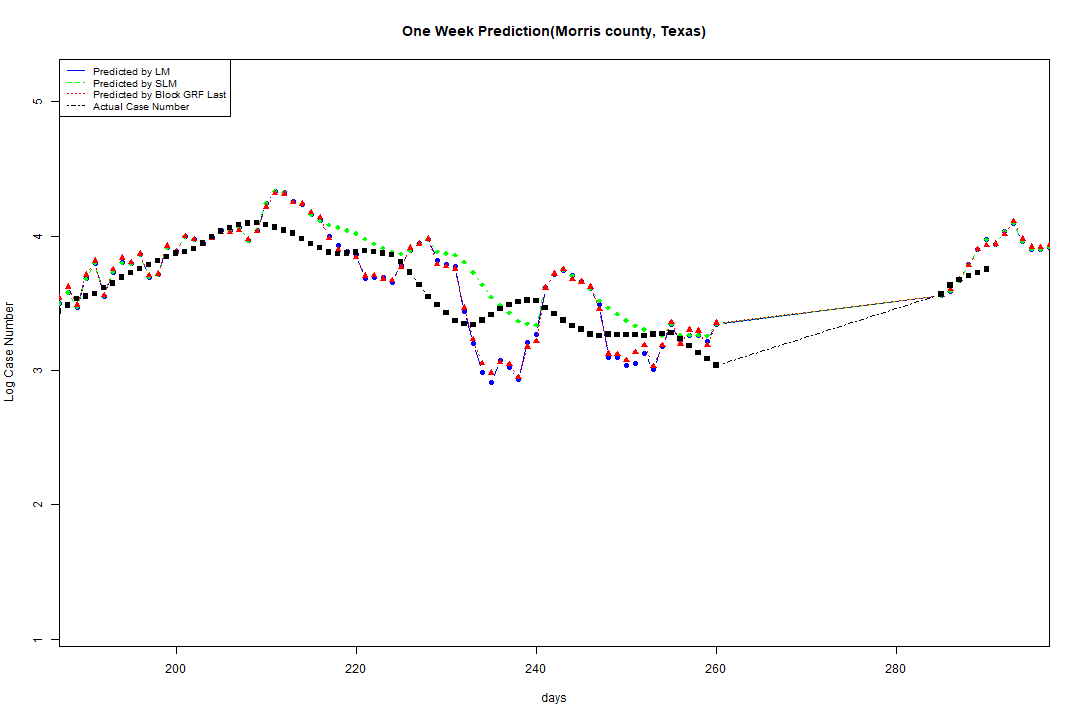 One Week Prediction(Morris county, Texas)
Predicted by LM
Predicted by SLM
Predicted by Block GRF Last
Actual Case Number
5
4
3
2
1
Log Case Number
200 220 240 260 280
days